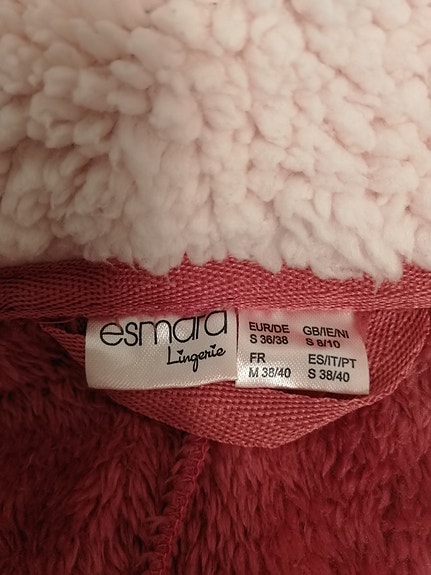 esmara
Lingerie
EUR/DE GB/IE/NI
S 36/38 S 8/10
FR ES/IT/PT
M 38/40 S 38/40